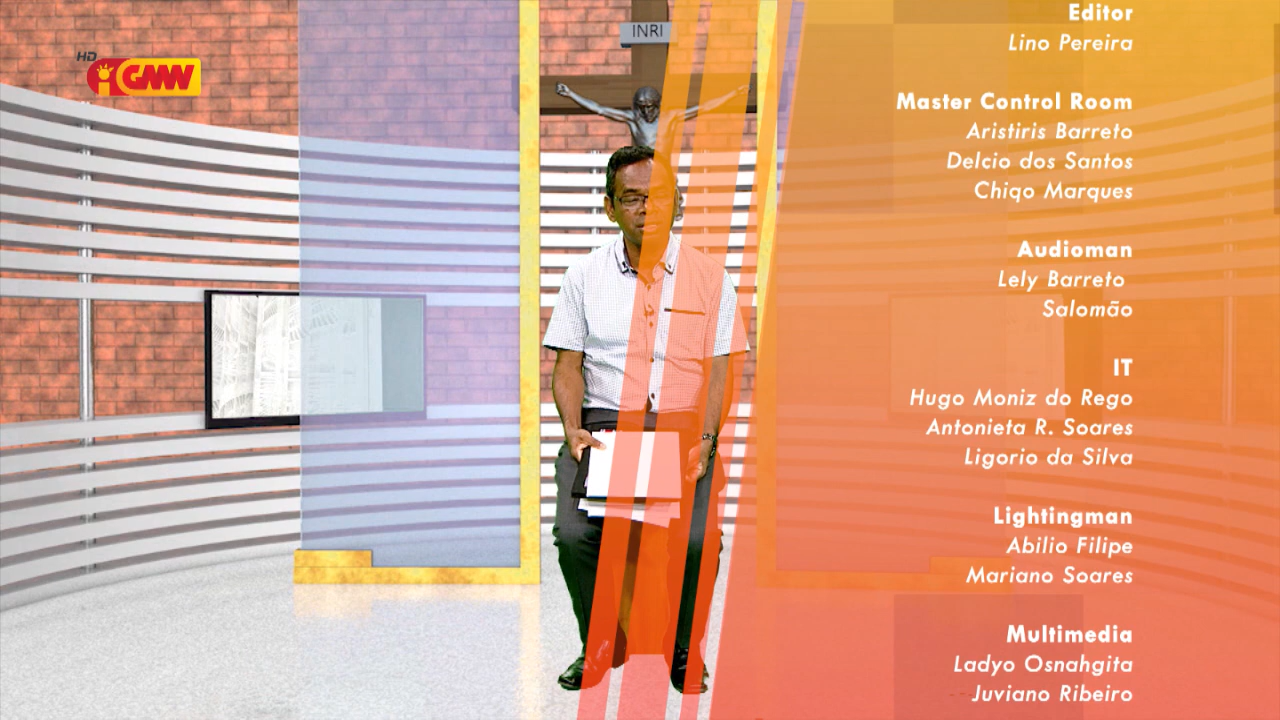 HD
GMN
INRI
Editor
Lino Pereira
Master Control Room
Aristiris Barreto
Delcio dos Santos
Chiqo Marques
Audioman
Lely Barreto
Salomão
IT
Hugo Moniz do Rego
Antonieta R. Soares
Ligorio da Silva
Lightingman
Abilio Filipe
Mariano Soares
Multimedia
Ladyo Osnahgita
Juviano Ribeiro